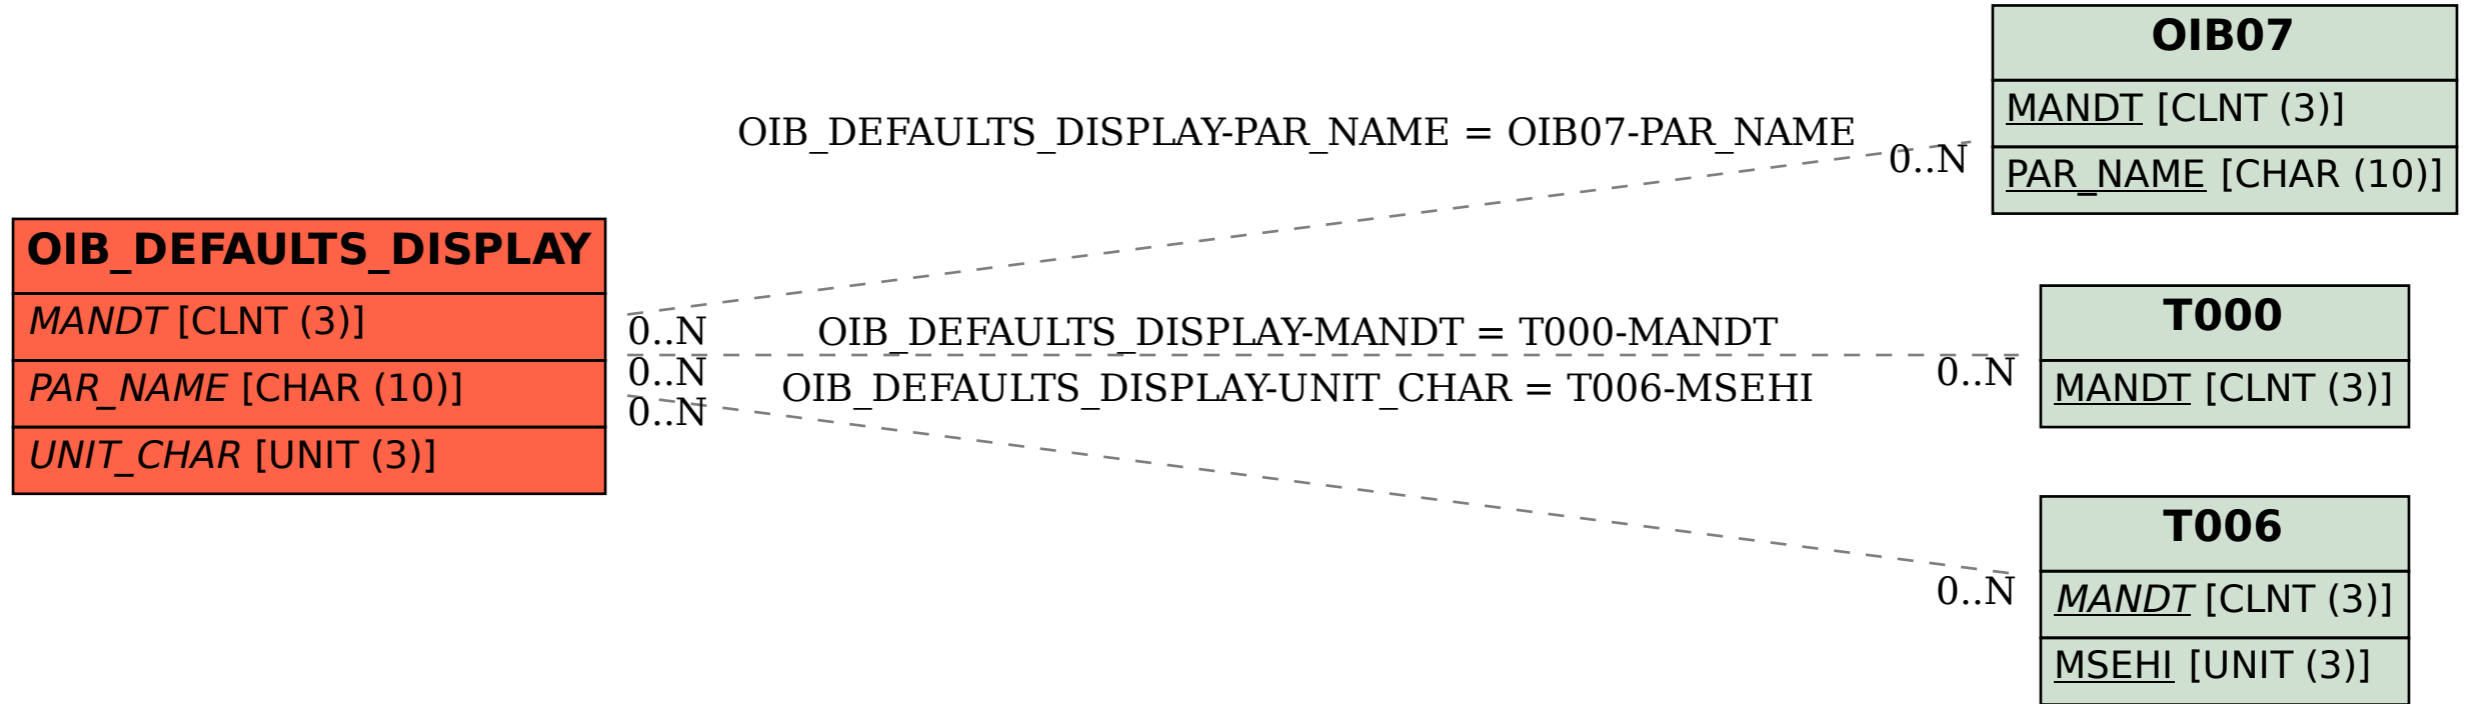 OIB_DEFAULTS_DISPLAY
MANDT [CLNT (3)]
PAR_NAME [CHAR (10)]
UNIT_CHAR [UNIT (3)]
OIB_DEFAULTS_DISPLAY-PAR_NAME = OIB07-PAR_NAME
0..N
0..N
OIB_DEFAULTS_DISPLAY-MANDT = T000-MANDT
0..N
0..N
OIB_DEFAULTS_DISPLAY-UNIT_CHAR = T006-MSEHI
0..N
0..N
OIB07
MANDT [CLNT (3)]
PAR_NAME [CHAR (10)]
T000
MANDT [CLNT (3)]
T006
MANDT [CLNT (3)]
MSEHI [UNIT (3)]